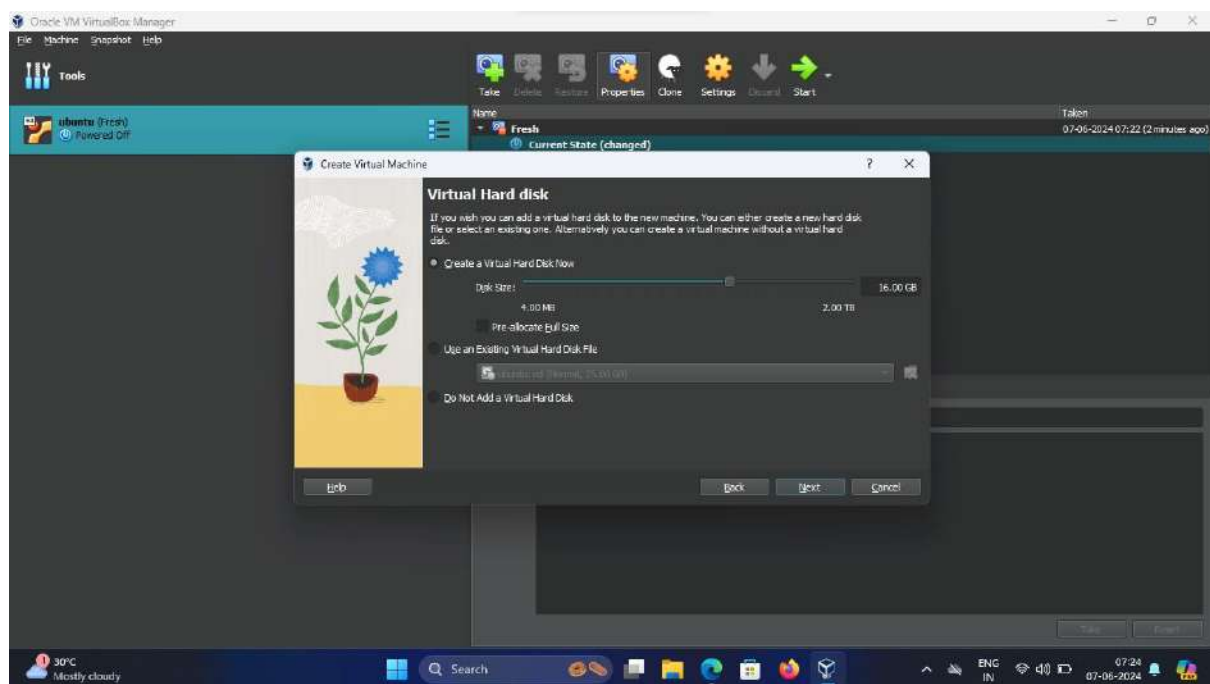 Oracle VM VirtualBox Manager
File Machine Snapshot Help
Tools
Take Delete Restore Properties Clone Settings Discard Start
ubuntu (Fresh)
Powered Off
Name Taken
Fresh 07-06-2024 07:22 (2 minutes ago)
Current State (changed)
Create Virtual Machine ?
Virtual Hard disk
If you wish you can add a virtual hard disk to the new machine. You can either create a new hard disk
file or select an existing one. Alternatively you can create a virtual machine without a virtual hard
disk.
Create a Virtual Hard Disk Now
Disk Size: 16.00 GB
4.00 MB 2.00 TB
Pre-allocate Full Size
Use an Existing Virtual Hard Disk File
Do Not Add a Virtual Hard Disk
Help Back Next Cancel
Take Reset
30°C
Mostly cloudy
Search
ENG
IN
07:24
07-06-2024